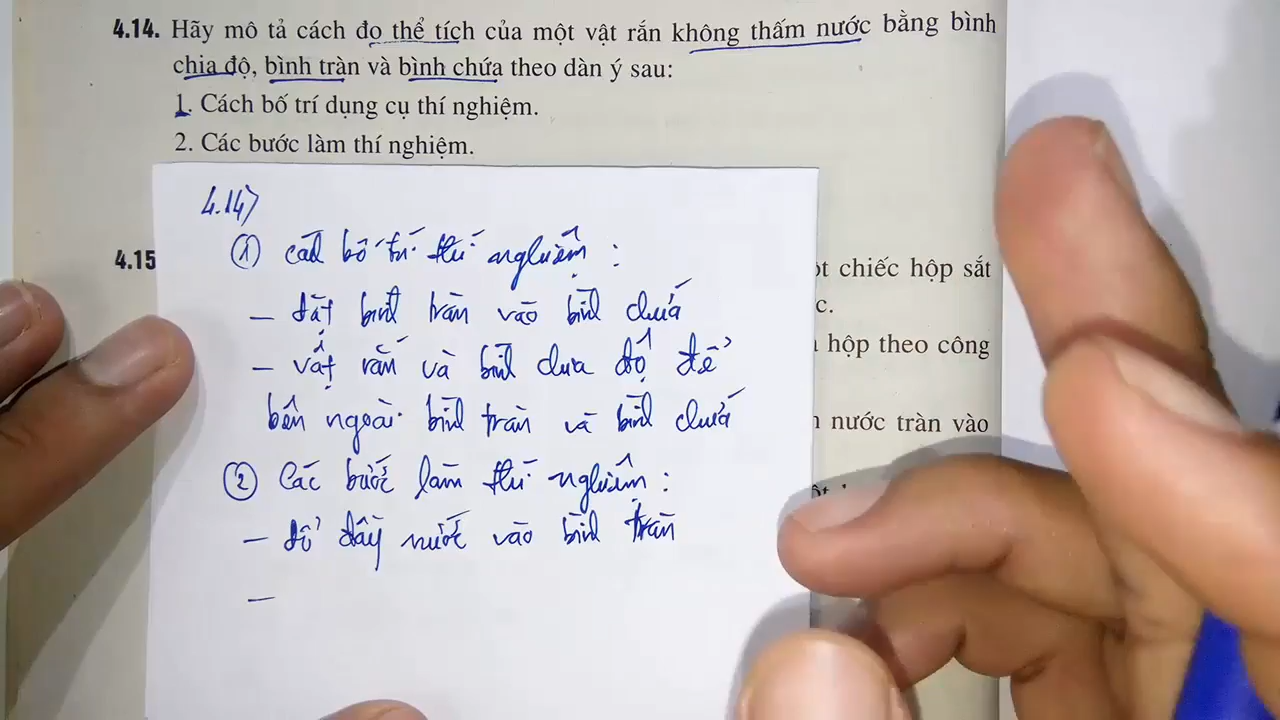 4.14. Hãy mô tả cách đo thể tích của một vật rắn không thấm nước bằng bình
chia độ, bình tràn và bình chứa theo dàn ý sau:
1. Cách bố trí dụng cụ thí nghiệm.
2. Các bước làm thí nghiệm.
4.14)
① Cách bố trí thí nghiệm :
– đặt bình tràn vào bình chứa
– vật rắn và bình chia độ để
bên ngoài bình tràn và bình chứa
② Các bước làm thí nghiệm :
– đổ đầy nước vào bình tràn
–
4.15
chiếc hộp sắt
c.
hộp theo công
nước tràn vào